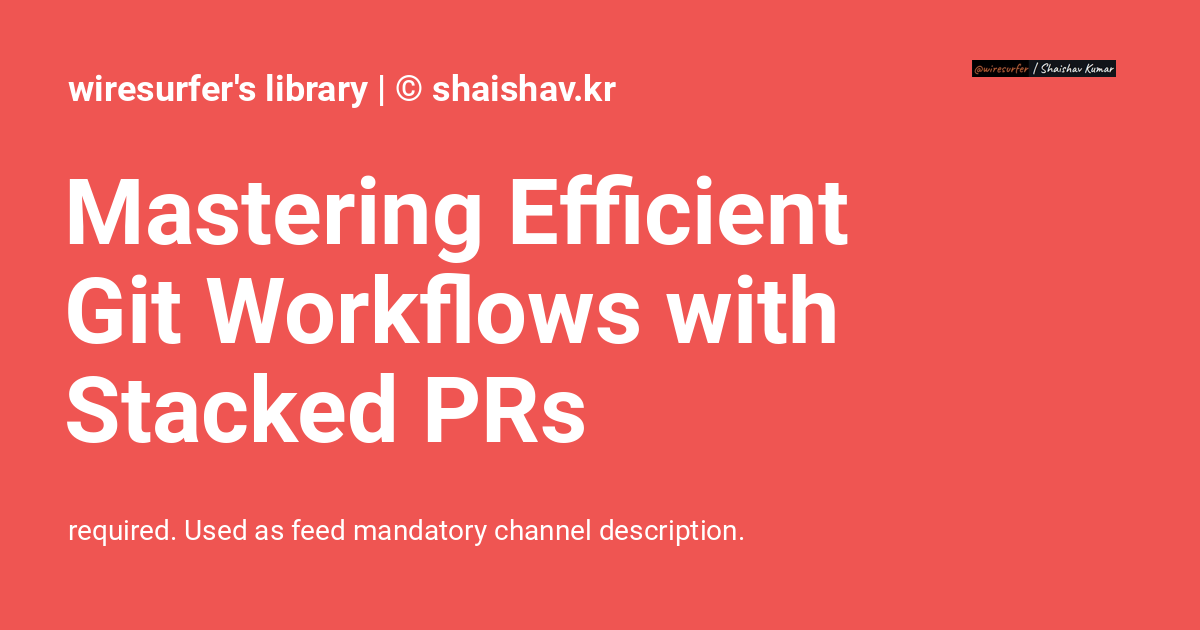 wiresurfer's library | © shaishav.kr
@wiresurfer | Shaishav Kumar
Mastering Efficient
Git Workflows with
Stacked PRs
required. Used as feed mandatory channel description.